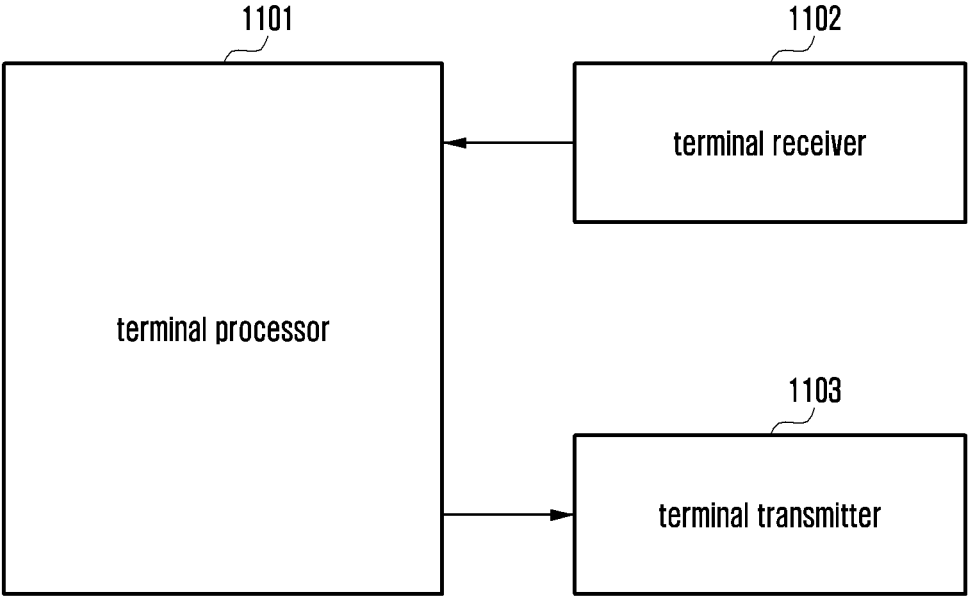 1101
1102
terminal receiver
terminal processor
1103
terminal transmitter